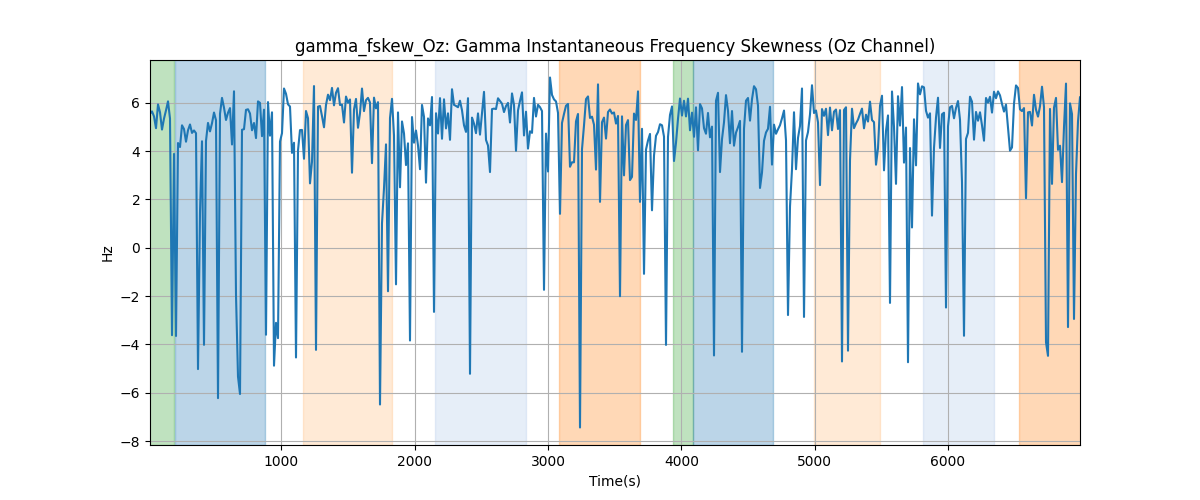 gamma_fskew_Oz: Gamma Instantaneous Frequency Skewness (Oz Channel)
Hz
6
4
2
0
−2
−4
−6
−8
1000 2000 3000 4000 5000 6000
Time(s)